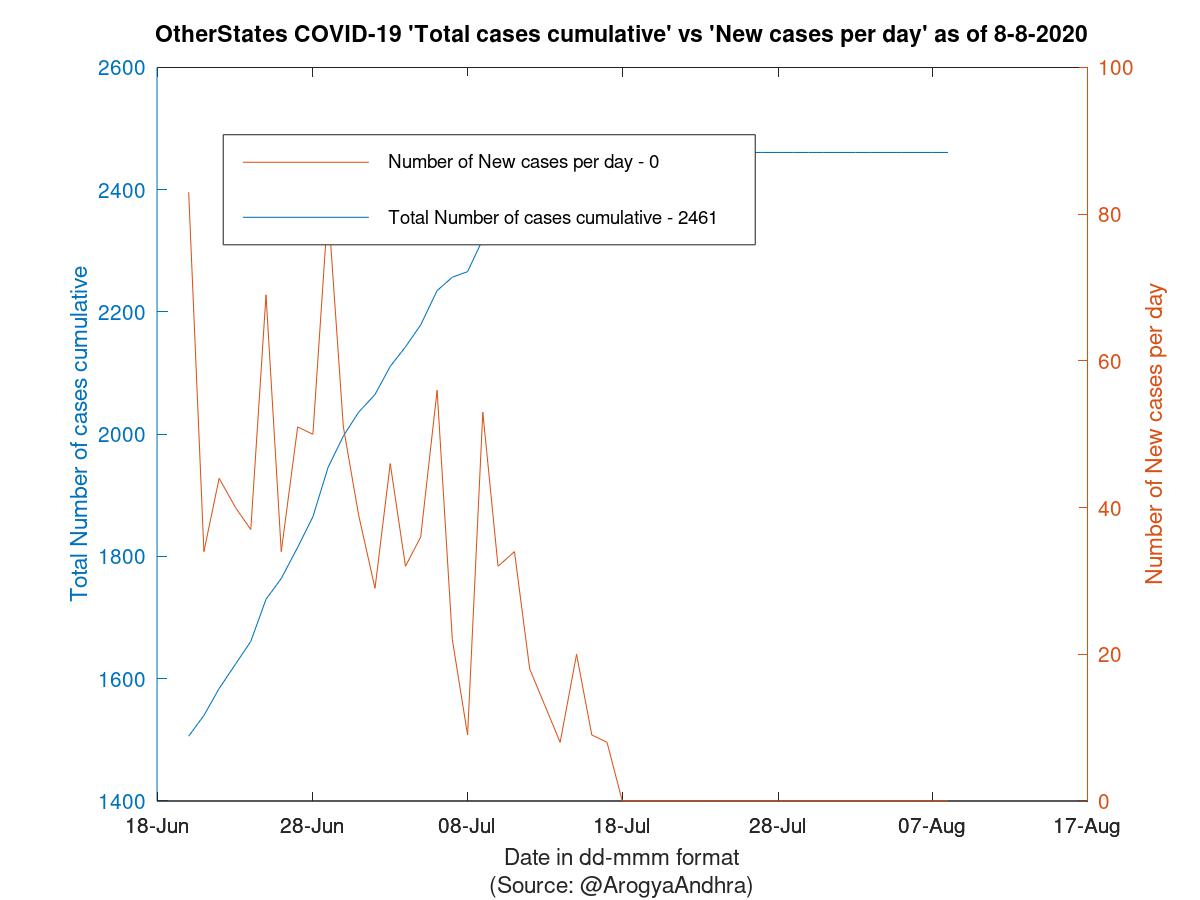 OtherStates COVID-19 'Total cases cumulative' vs 'New cases per day' as of 8-8-2020
2600
2400
2200
2000
1800
1600
1400
Total Number of cases cumulative
Number of New cases per day - 0
Total Number of cases cumulative - 2461
100
80
60
40
20
0
Number of New cases per day
18-Jun 28-Jun 08-Jul 18-Jul 28-Jul 07-Aug 17-Aug
Date in dd-mmm format
(Source: @ArogyaAndhra)